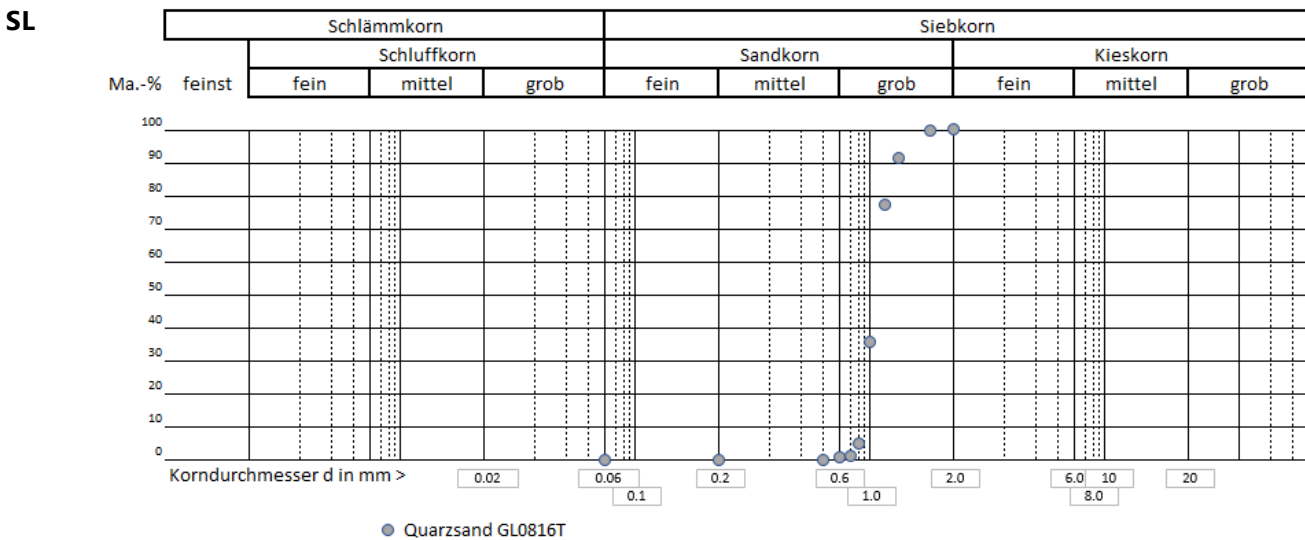 SL
Schlämmkorn Siebkorn
Schluffkorn Sandkorn Kieskorn
Ma.-% feinst fein mittel grob fein mittel grob fein mittel grob
100
90
80
70
60
50
40
30
20
10
0
Korndurchmesser d in mm > 0.02 0.06 0.2 0.6 2.0 6.0 10 20
0.1 1.0 8.0
Quarzsand GL0816T